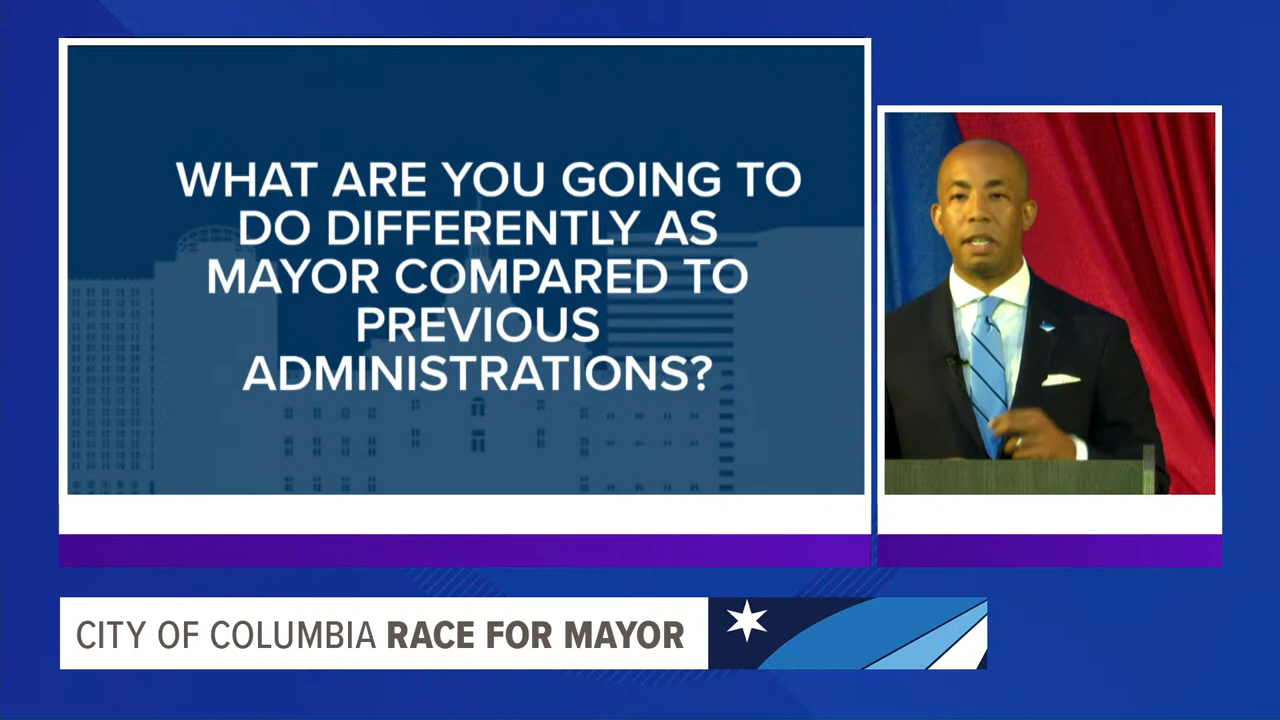 WHAT ARE YOU GOING TO
DO DIFFERENTLY AS
MAYOR COMPARED TO
PREVIOUS
ADMINISTRATIONS?
CITY OF COLUMBIA RACE FOR MAYOR